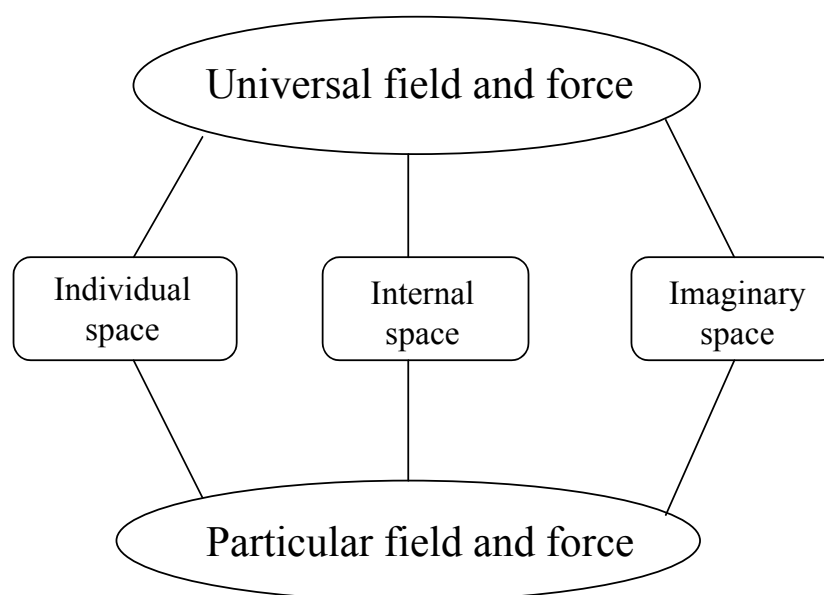 Universal field and force
Individual
space
Internal
space
Imaginary
space
Particular field and force